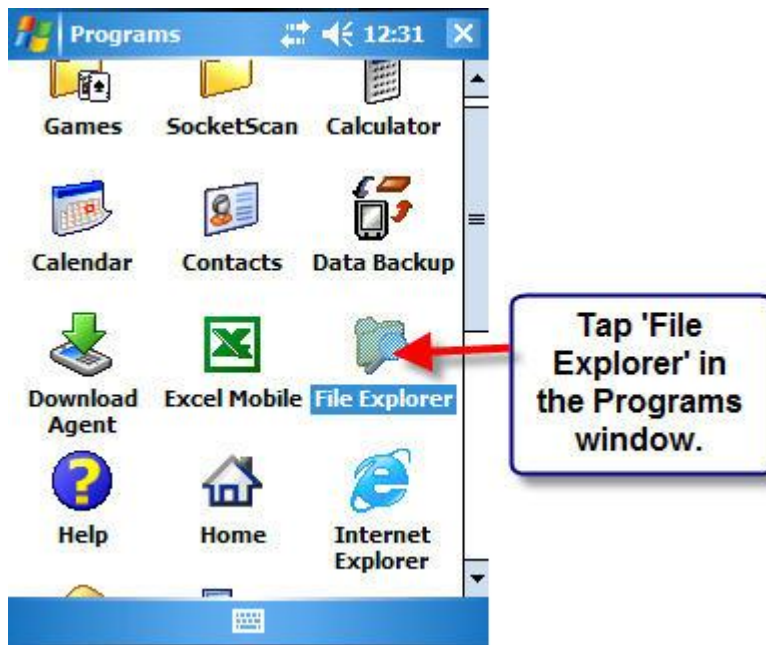 Programs 12:31
Games SocketScan Calculator
Calendar Contacts Data Backup
Download Agent Excel Mobile File Explorer
Help Home Internet Explorer
Tap 'File
Explorer' in
the Programs
window.